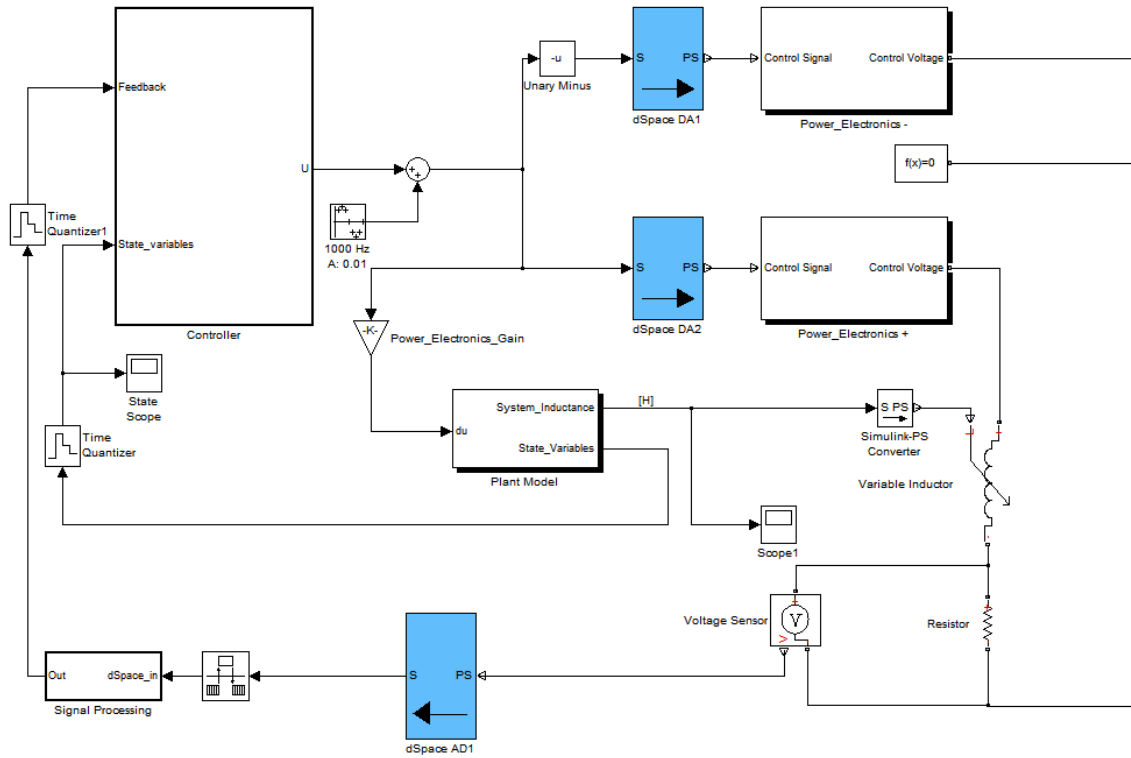 Feedback
U
State_variables
Controller
Time
Quantizer1
1000 Hz
A: 0.01
-u
Unary Minus
S
PS
dSpace DA1
Control Signal
Control Voltage
Power_Electronics -
f(x)=0
S
PS
dSpace DA2
Control Signal
Control Voltage
Power_Electronics +
-K-
Power_Electronics_Gain
State
Scope
Time
Quantizer
du
System_Inductance
State_Variables
Plant Model
[H]
S PS
Simulink-PS
Converter
L
+
Variable Inductor
-
Scope1
Voltage Sensor
+
V
V
-
+
Resistor
Out
dSpace_in
Signal Processing
S
PS
dSpace AD1